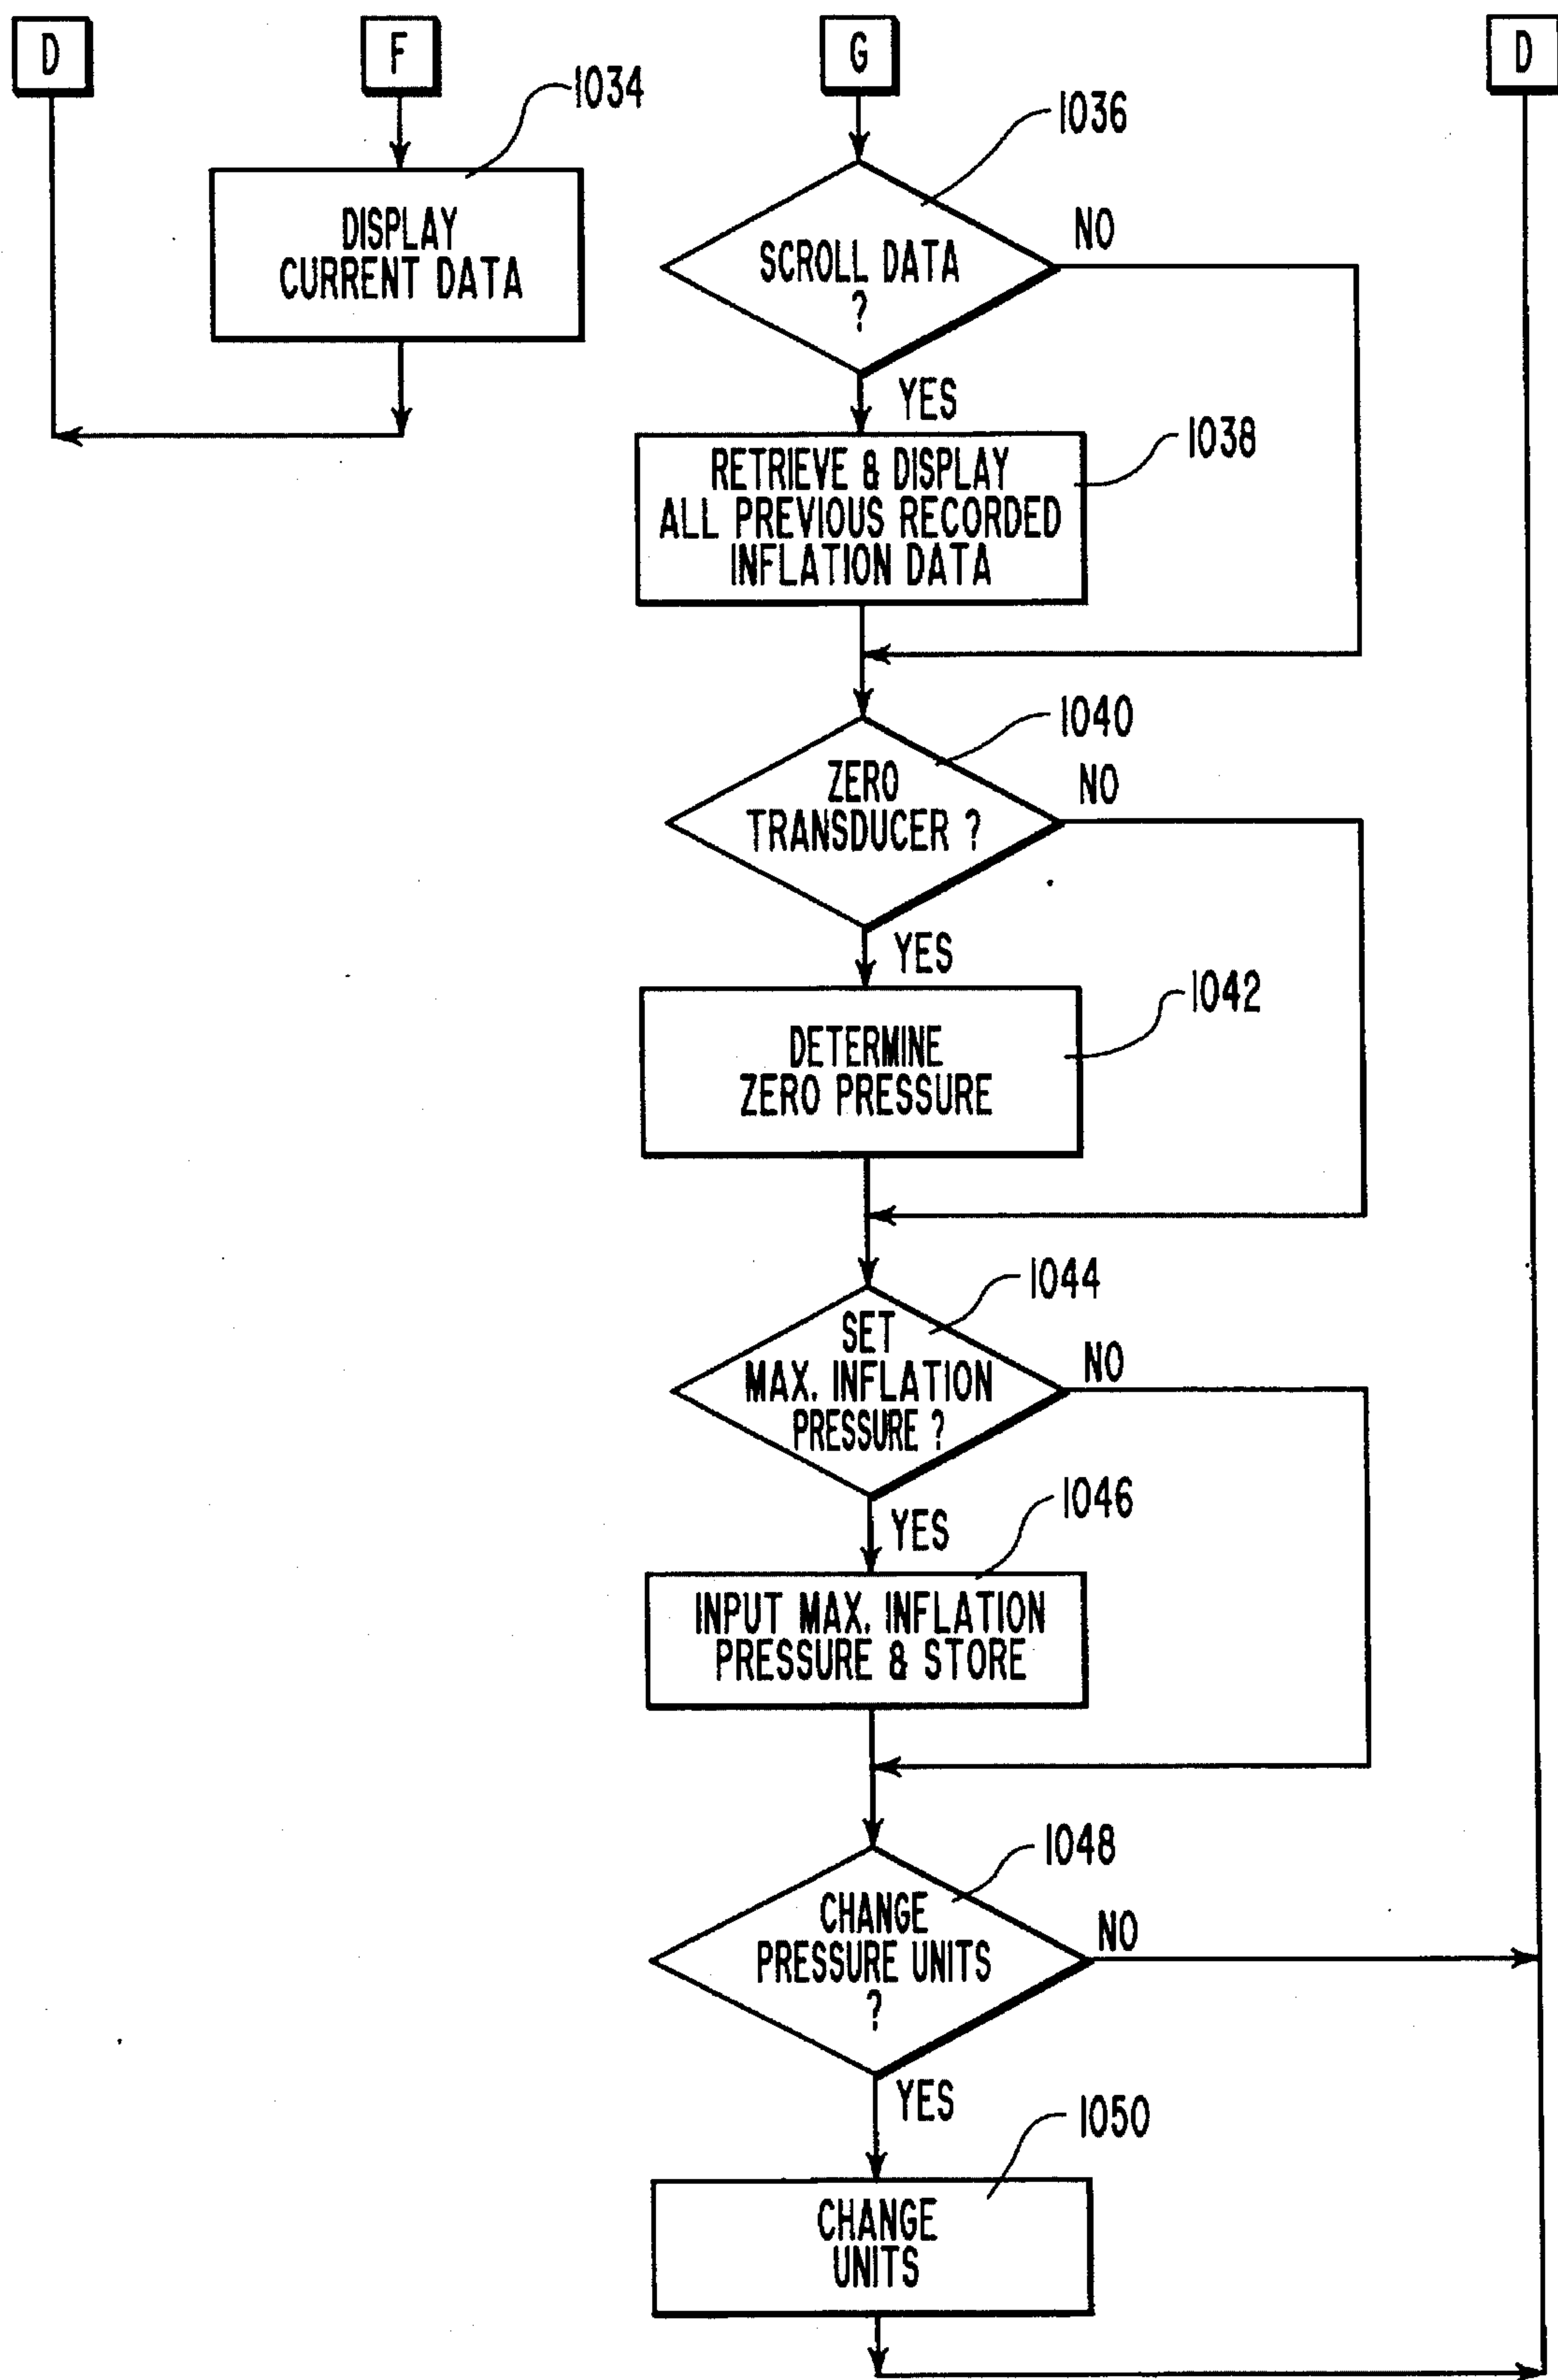 D
F
G
D
1034
1036
DISPLAY
CURRENT DATA
SCROLL DATA
?
NO
YES
1038
RETRIEVE & DISPLAY
ALL PREVIOUS RECORDED
INFLATION DATA
1040
ZERO
TRANSDUCER ?
NO
YES
1042
DETERMINE
ZERO PRESSURE
1044
SET
MAX. INFLATION
PRESSURE ?
NO
YES
1046
INPUT MAX. INFLATION
PRESSURE & STORE
1048
CHANGE
PRESSURE UNITS
?
NO
YES
1050
CHANGE
UNITS